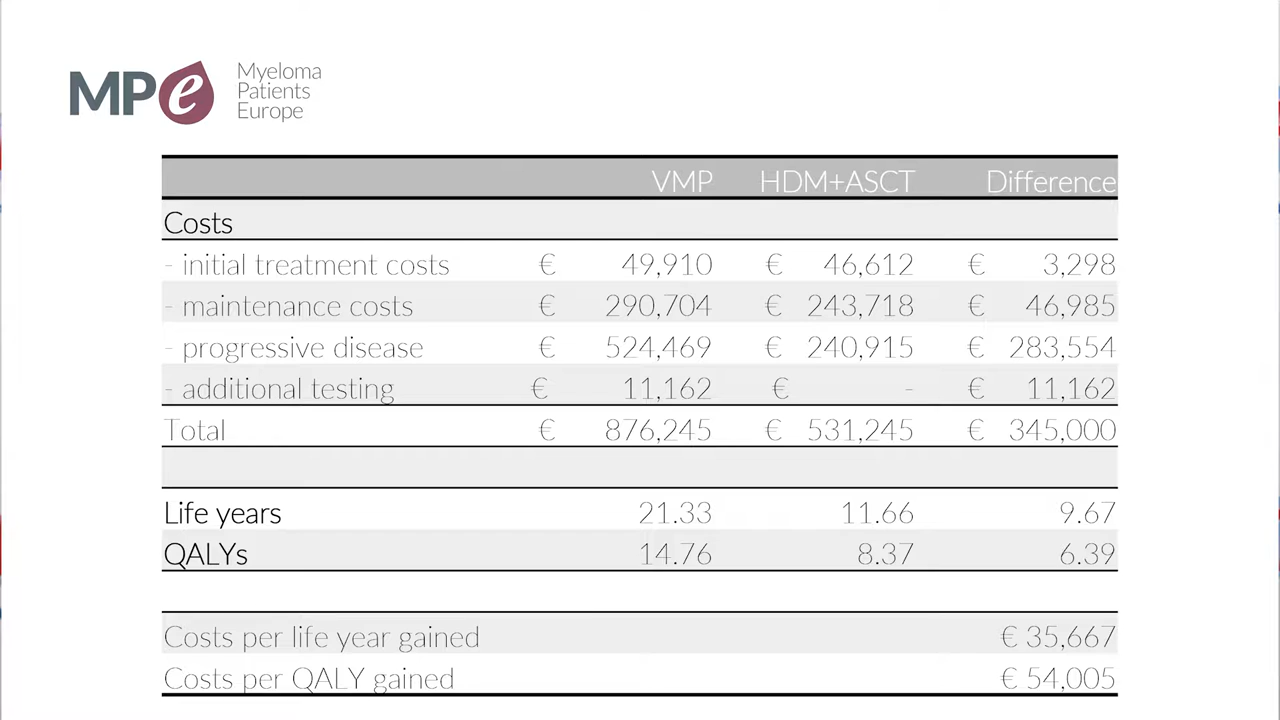 MPe
Myeloma
Patients
Europe
VMP HDM+ASCT Difference
Costs
- initial treatment costs € 49,910 € 46,612 € 3,298
- maintenance costs € 290,704 € 243,718 € 46,985
- progressive disease € 524,469 € 240,915 € 283,554
- additional testing € 11,162 € - € 11,162
Total € 876,245 € 531,245 € 345,000
Life years 21.33 11.66 9.67
QALYs 14.76 8.37 6.39
Costs per life year gained € 35,667
Costs per QALY gained € 54,005